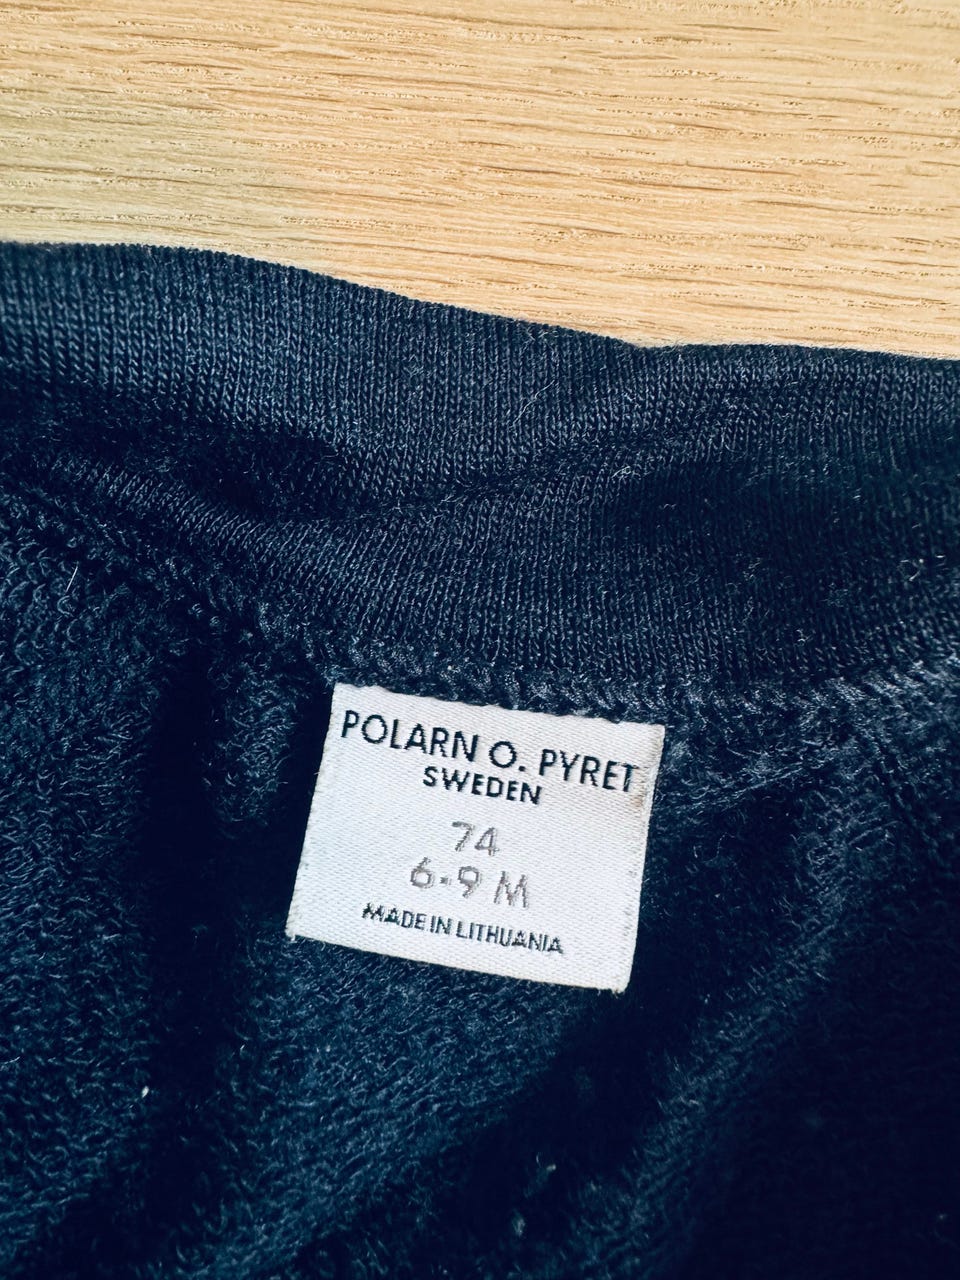 POLARN O. PYRET
SWEDEN
74
6-9 M
MADE IN LITHUANIA